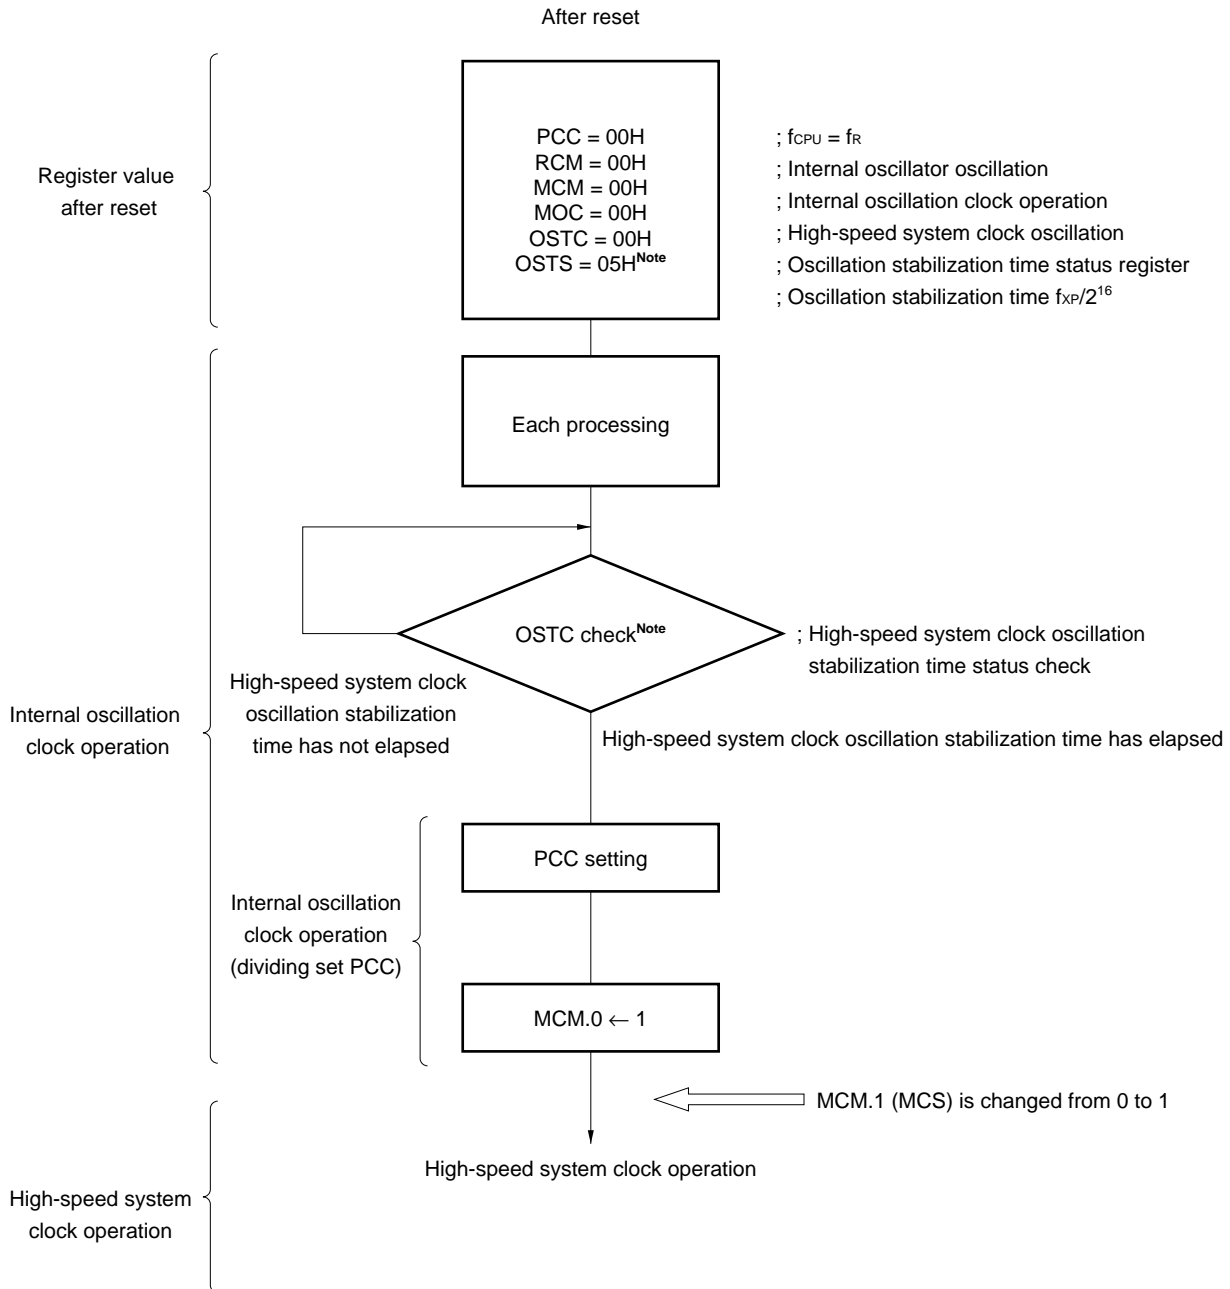 After reset
Register value
after reset
PCC = 00H
RCM = 00H
MCM = 00H
MOC = 00H
OSTC = 00H
OSTS = 05HNote
; fCPU = fR
; Internal oscillator oscillation
; Internal oscillation clock operation
; High-speed system clock oscillation
; Oscillation stabilization time status register
; Oscillation stabilization time fXP/2^16
Each processing
OSTC checkNote
; High-speed system clock oscillation
stabilization time status check
High-speed system clock
oscillation stabilization
time has not elapsed
High-speed system clock oscillation stabilization time has elapsed
Internal oscillation
clock operation
PCC setting
Internal oscillation
clock operation
(dividing set PCC)
MCM.0 ← 1
MCM.1 (MCS) is changed from 0 to 1
High-speed system clock operation
High-speed system
clock operation